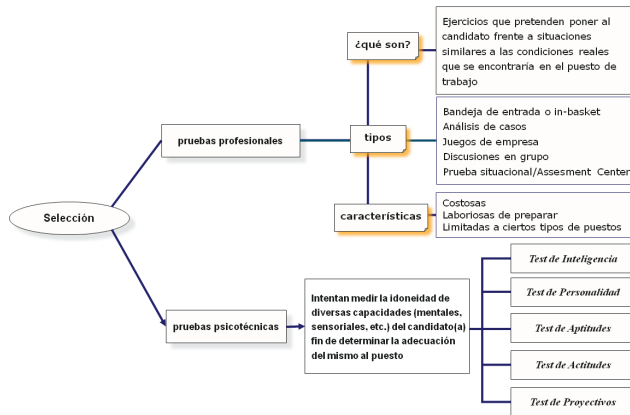 ¿qué son?
Ejercicios que pretenden poner al
candidato frente a situaciones
similares a las condiciones reales
que se encontraría en el puesto de
trabajo
pruebas profesionales
tipos
Bandeja de entrada o in-basket
Análisis de casos
Juegos de empresa
Discusiones en grupo
Prueba situacional/Assesment Center
Selección
características
Costosas
Laboriosas de preparar
Limitadas a ciertos tipos de puestos
pruebas psicotécnicas
Intentan medir la idoneidad de
diversas capacidades (mentales,
sensoriales, etc.) del candidato(a)
fin de determinar la adecuación
del mismo al puesto
Test de Inteligencia
Test de Personalidad
Test de Aptitudes
Test de Actitudes
Test de Proyectivos